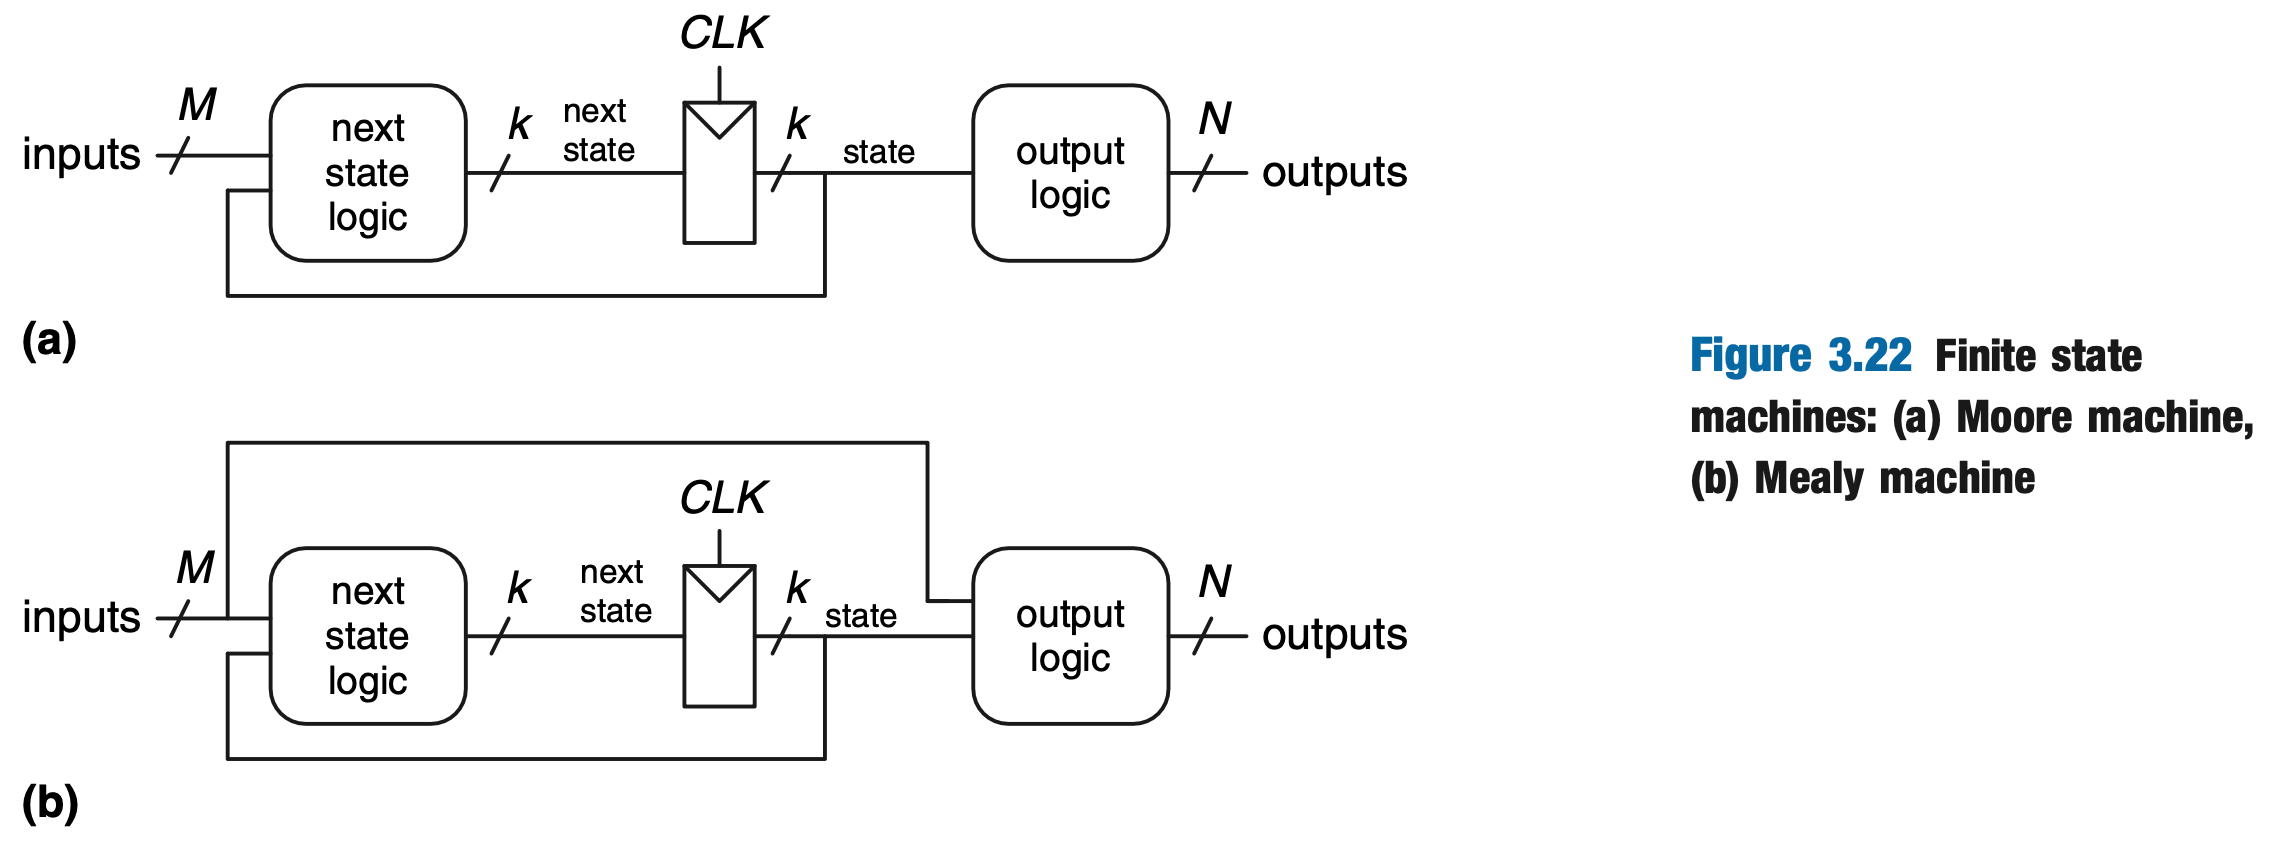 CLK
M
inputs
next
state
logic
k
next
state
k
state
output
logic
N
outputs
(a)
CLK
M
inputs
next
state
logic
k
next
state
k
state
output
logic
N
outputs
(b)
Figure 3.22 Finite state
machines: (a) Moore machine,
(b) Mealy machine